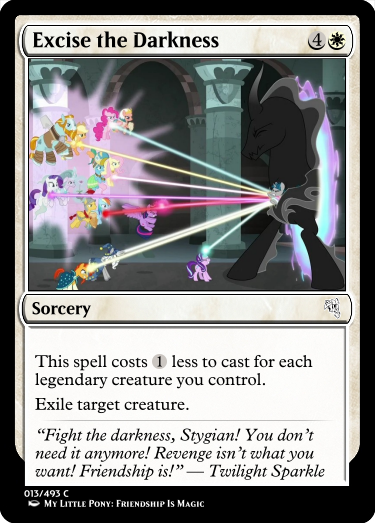 Excise the Darkness 4
Sorcery
This spell costs 1 less to cast for each
legendary creature you control.
Exile target creature.
“Fight the darkness, Stygian! You don’t
need it anymore! Revenge isn’t what you
want! Friendship is!” — Twilight Sparkle
013/493 C
My Little Pony: Friendship Is Magic